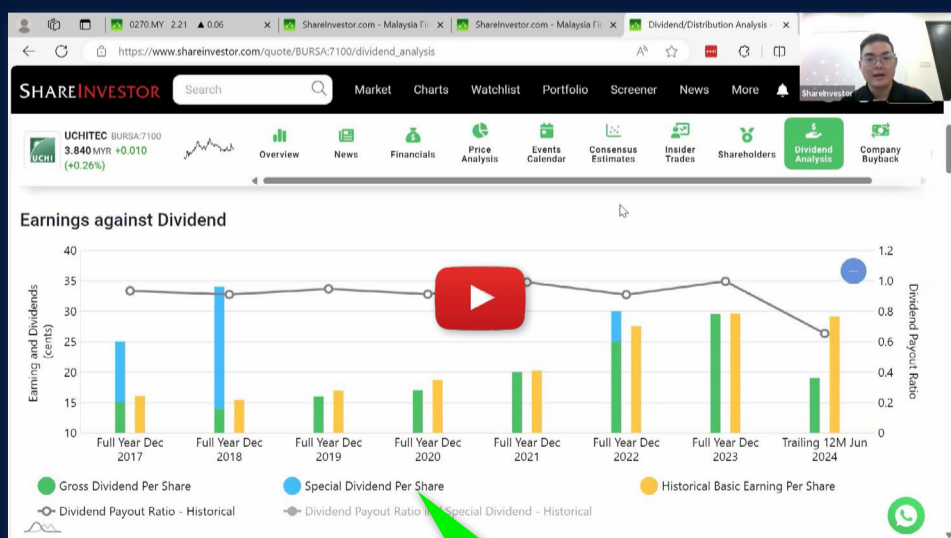 0270.MY 2.21 ▲ 0.06
ShareInvestor.com - Malaysia Fir
ShareInvestor.com - Malaysia Fir
Dividend/Distribution Analysis -
https://www.shareinvestor.com/quote/BURSA:7100/dividend_analysis
SHAREINVESTOR
Search
Market Charts Watchlist Portfolio Screener News More
ShareInvestor
UCHI
UCHITEC BURSA:7100
3.840 MYR +0.010
(+0.26%)
Overview
News
Financials
Price
Analysis
Events
Calendar
Consensus
Estimates
Insider
Trades
Shareholders
Dividend
Analysis
Company
Buyback
Earnings against Dividend
Earning and Dividends
(cents)
40
35
30
25
20
15
10
1.2
1.0
0.8
0.6
0.4
0.2
0
Dividend Payout Ratio
Full Year Dec
2017
Full Year Dec
2018
Full Year Dec
2019
Full Year Dec
2020
Full Year Dec
2021
Full Year Dec
2022
Full Year Dec
2023
Trailing 12M Jun
2024
Gross Dividend Per Share
Special Dividend Per Share
Historical Basic Earning Per Share
Dividend Payout Ratio - Historical
Dividend Payout Ratio Special Dividend - Historical